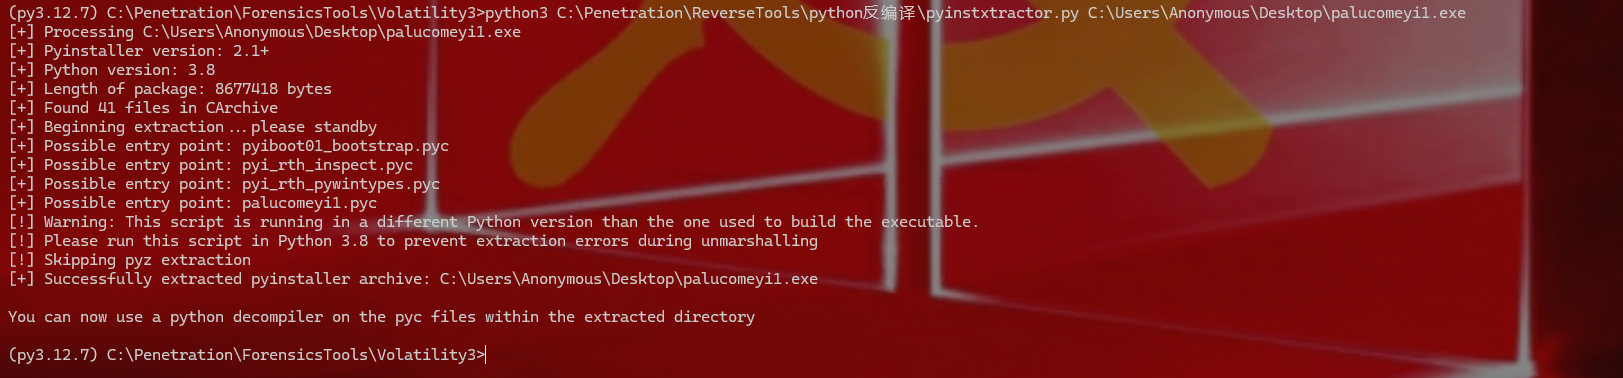 (py3.12.7) C:\Penetration\ForensicsTools\Volatility3>python3 C:\Penetration\ReverseTools\python反编译\pyinstxtractor.py C:\Users\Anonymous\Desktop\palucomeyi1.exe
[+] Processing C:\Users\Anonymous\Desktop\palucomeyi1.exe
[+] Pyinstaller version: 2.1+
[+] Python version: 3.8
[+] Length of package: 8677418 bytes
[+] Found 41 files in CArchive
[+] Beginning extraction...please standby
[+] Possible entry point: pyiboot01_bootstrap.pyc
[+] Possible entry point: pyi_rth_inspect.pyc
[+] Possible entry point: pyi_rth_pywintypes.pyc
[+] Possible entry point: palucomeyi1.pyc
[!] Warning: This script is running in a different Python version than the one used to build the executable.
[!] Please run this script in Python 3.8 to prevent extraction errors during unmarshalling
[!] Skipping pyz extraction
[+] Successfully extracted pyinstaller archive: C:\Users\Anonymous\Desktop\palucomeyi1.exe
You can now use a python decompiler on the pyc files within the extracted directory
(py3.12.7) C:\Penetration\ForensicsTools\Volatility3>